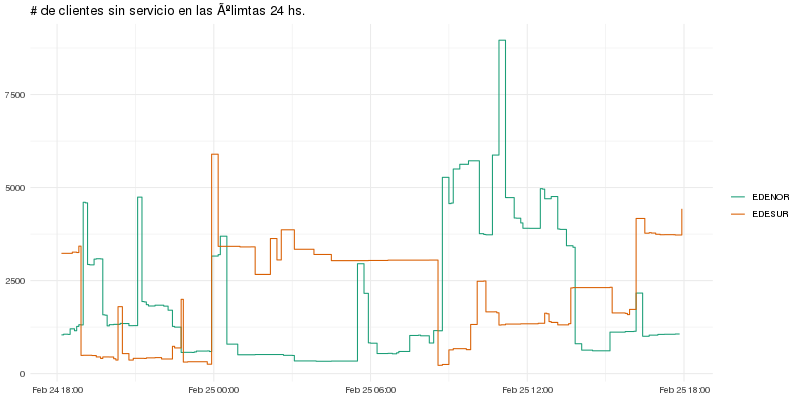 # de clientes sin servicio en las Ãºlimtas 24 hs.
7500
5000
2500
0
Feb 24 18:00
Feb 25 00:00
Feb 25 06:00
Feb 25 12:00
Feb 25 18:00
EDENOR
EDESUR